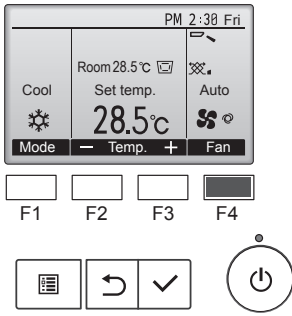 PM 2:30 Fri
Room 28.5℃
Cool Set temp. Auto
28.5℃
Mode − Temp. + Fan
F1 F2 F3 F4